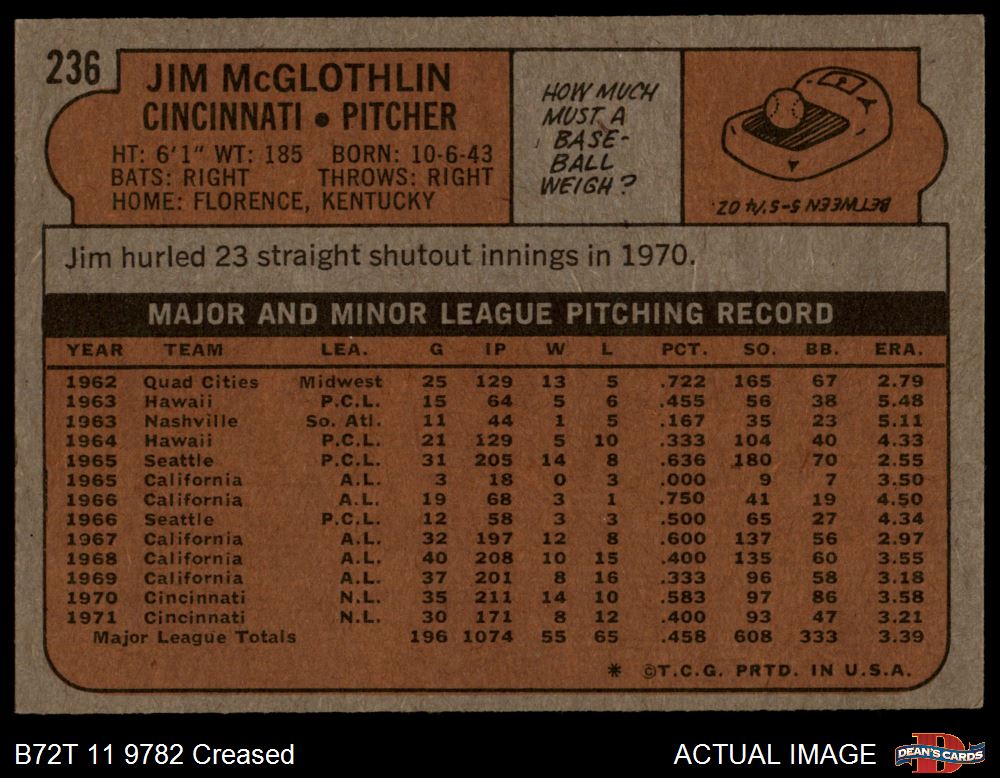 236
JIM McGLOTHLIN
CINCINNATI • PITCHER
HT: 6'1" WT: 185 BORN: 10-6-43
BATS: RIGHT THROWS: RIGHT
HOME: FLORENCE, KENTUCKY
HOW MUCH
MUST A
BASE-
BALL
WEIGH?
BETWEEN 5-5¼ OZ.
Jim hurled 23 straight shutout innings in 1970.
MAJOR AND MINOR LEAGUE PITCHING RECORD
YEAR TEAM LEA. G IP W L PCT. SO. BB. ERA.
1962 Quad Cities Midwest 25 129 13 5 .722 165 67 2.79
1963 Hawaii P.C.L. 15 64 5 6 .455 56 38 5.48
1963 Nashville So. Atl. 11 44 1 5 .167 35 23 5.11
1964 Hawaii P.C.L. 21 129 5 10 .333 104 40 4.33
1965 Seattle P.C.L. 31 205 14 8 .636 180 70 2.55
1965 California A.L. 3 18 0 3 .000 9 7 3.50
1966 California A.L. 19 68 3 1 .750 41 19 4.50
1966 Seattle P.C.L. 12 58 3 3 .500 65 27 4.34
1967 California A.L. 32 197 12 8 .600 137 56 2.97
1968 California A.L. 40 208 10 15 .400 135 60 3.55
1969 California A.L. 37 201 8 16 .333 96 58 3.18
1970 Cincinnati N.L. 35 211 14 10 .583 97 86 3.58
1971 Cincinnati N.L. 30 171 8 12 .400 93 47 3.21
Major League Totals 196 1074 55 65 .458 608 333 3.39
* ©T.C.G. PRTD. IN U.S.A.
B72T 11 9782 Creased
ACTUAL IMAGE
DEAN'S CARDS